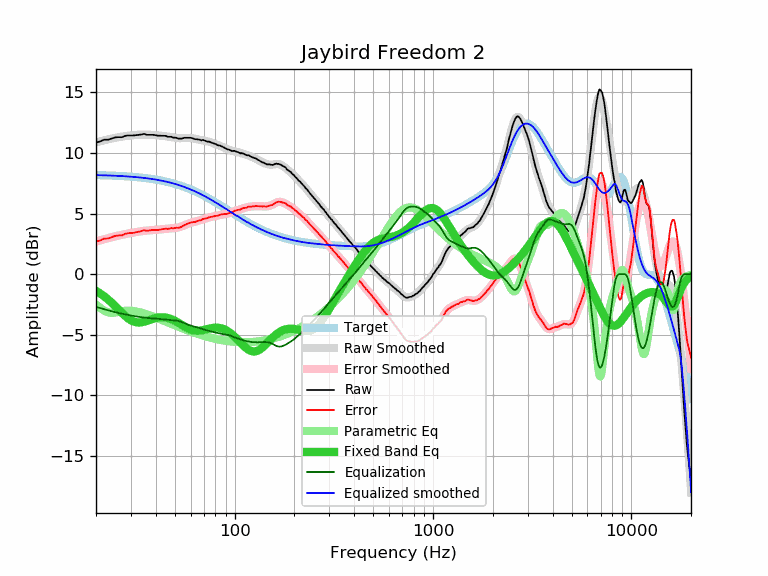 Jaybird Freedom 2
Amplitude (dBr)
15
10
5
0
−5
−10
−15
Target
Raw Smoothed
Error Smoothed
Raw
Error
Parametric Eq
Fixed Band Eq
Equalization
Equalized smoothed
100
1000
10000
Frequency (Hz)